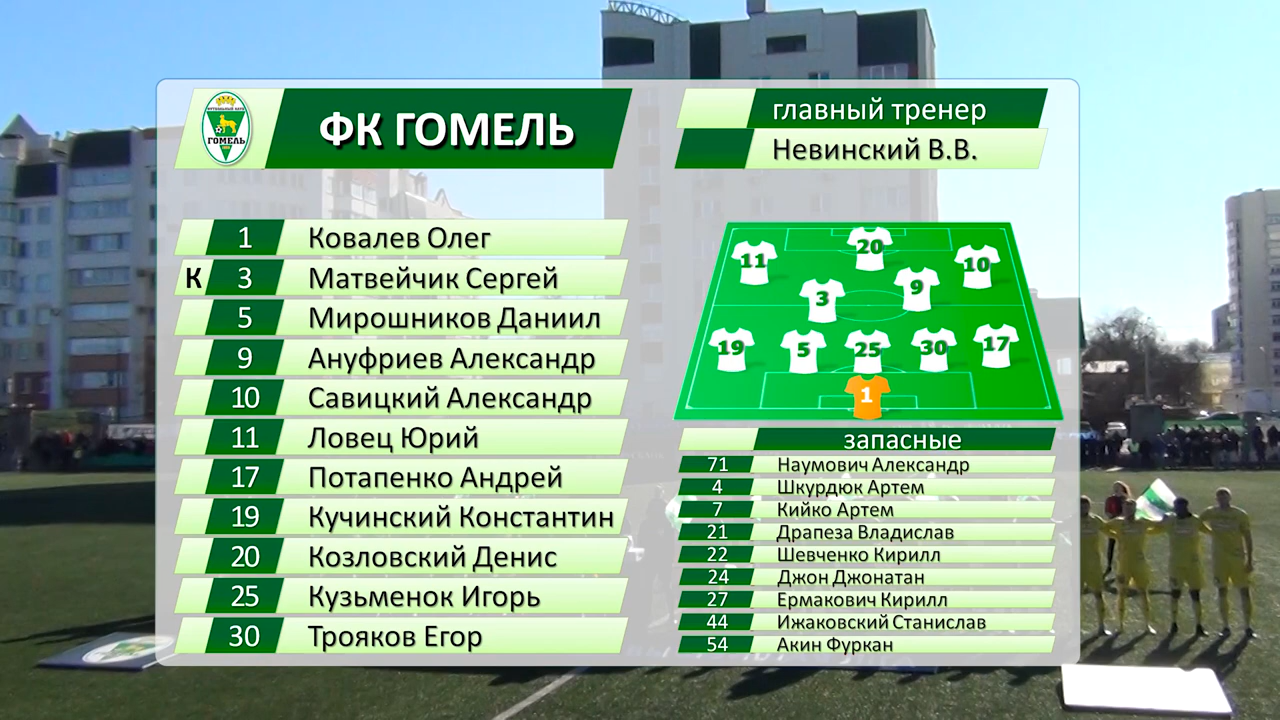 ФУТБОЛЬНЫЙ КЛУБ
ГОМЕЛЬ
ФК ГОМЕЛЬ
1 Ковалев Олег
К 3 Матвейчик Сергей
5 Мирошников Даниил
9 Ануфриев Александр
10 Савицкий Александр
11 Ловец Юрий
17 Потапенко Андрей
19 Кучинский Константин
20 Козловский Денис
25 Кузьменок Игорь
30 Трояков Егор
главный тренер
Невинский В.В.
11 20 10
3 9
19 5 25 30 17
1
запасные
71 Наумович Александр
4 Шкурдюк Артем
7 Кийко Артем
21 Драпеза Владислав
22 Шевченко Кирилл
24 Джон Джонатан
27 Ермакович Кирилл
44 Ижаковский Станислав
54 Акин Фуркан